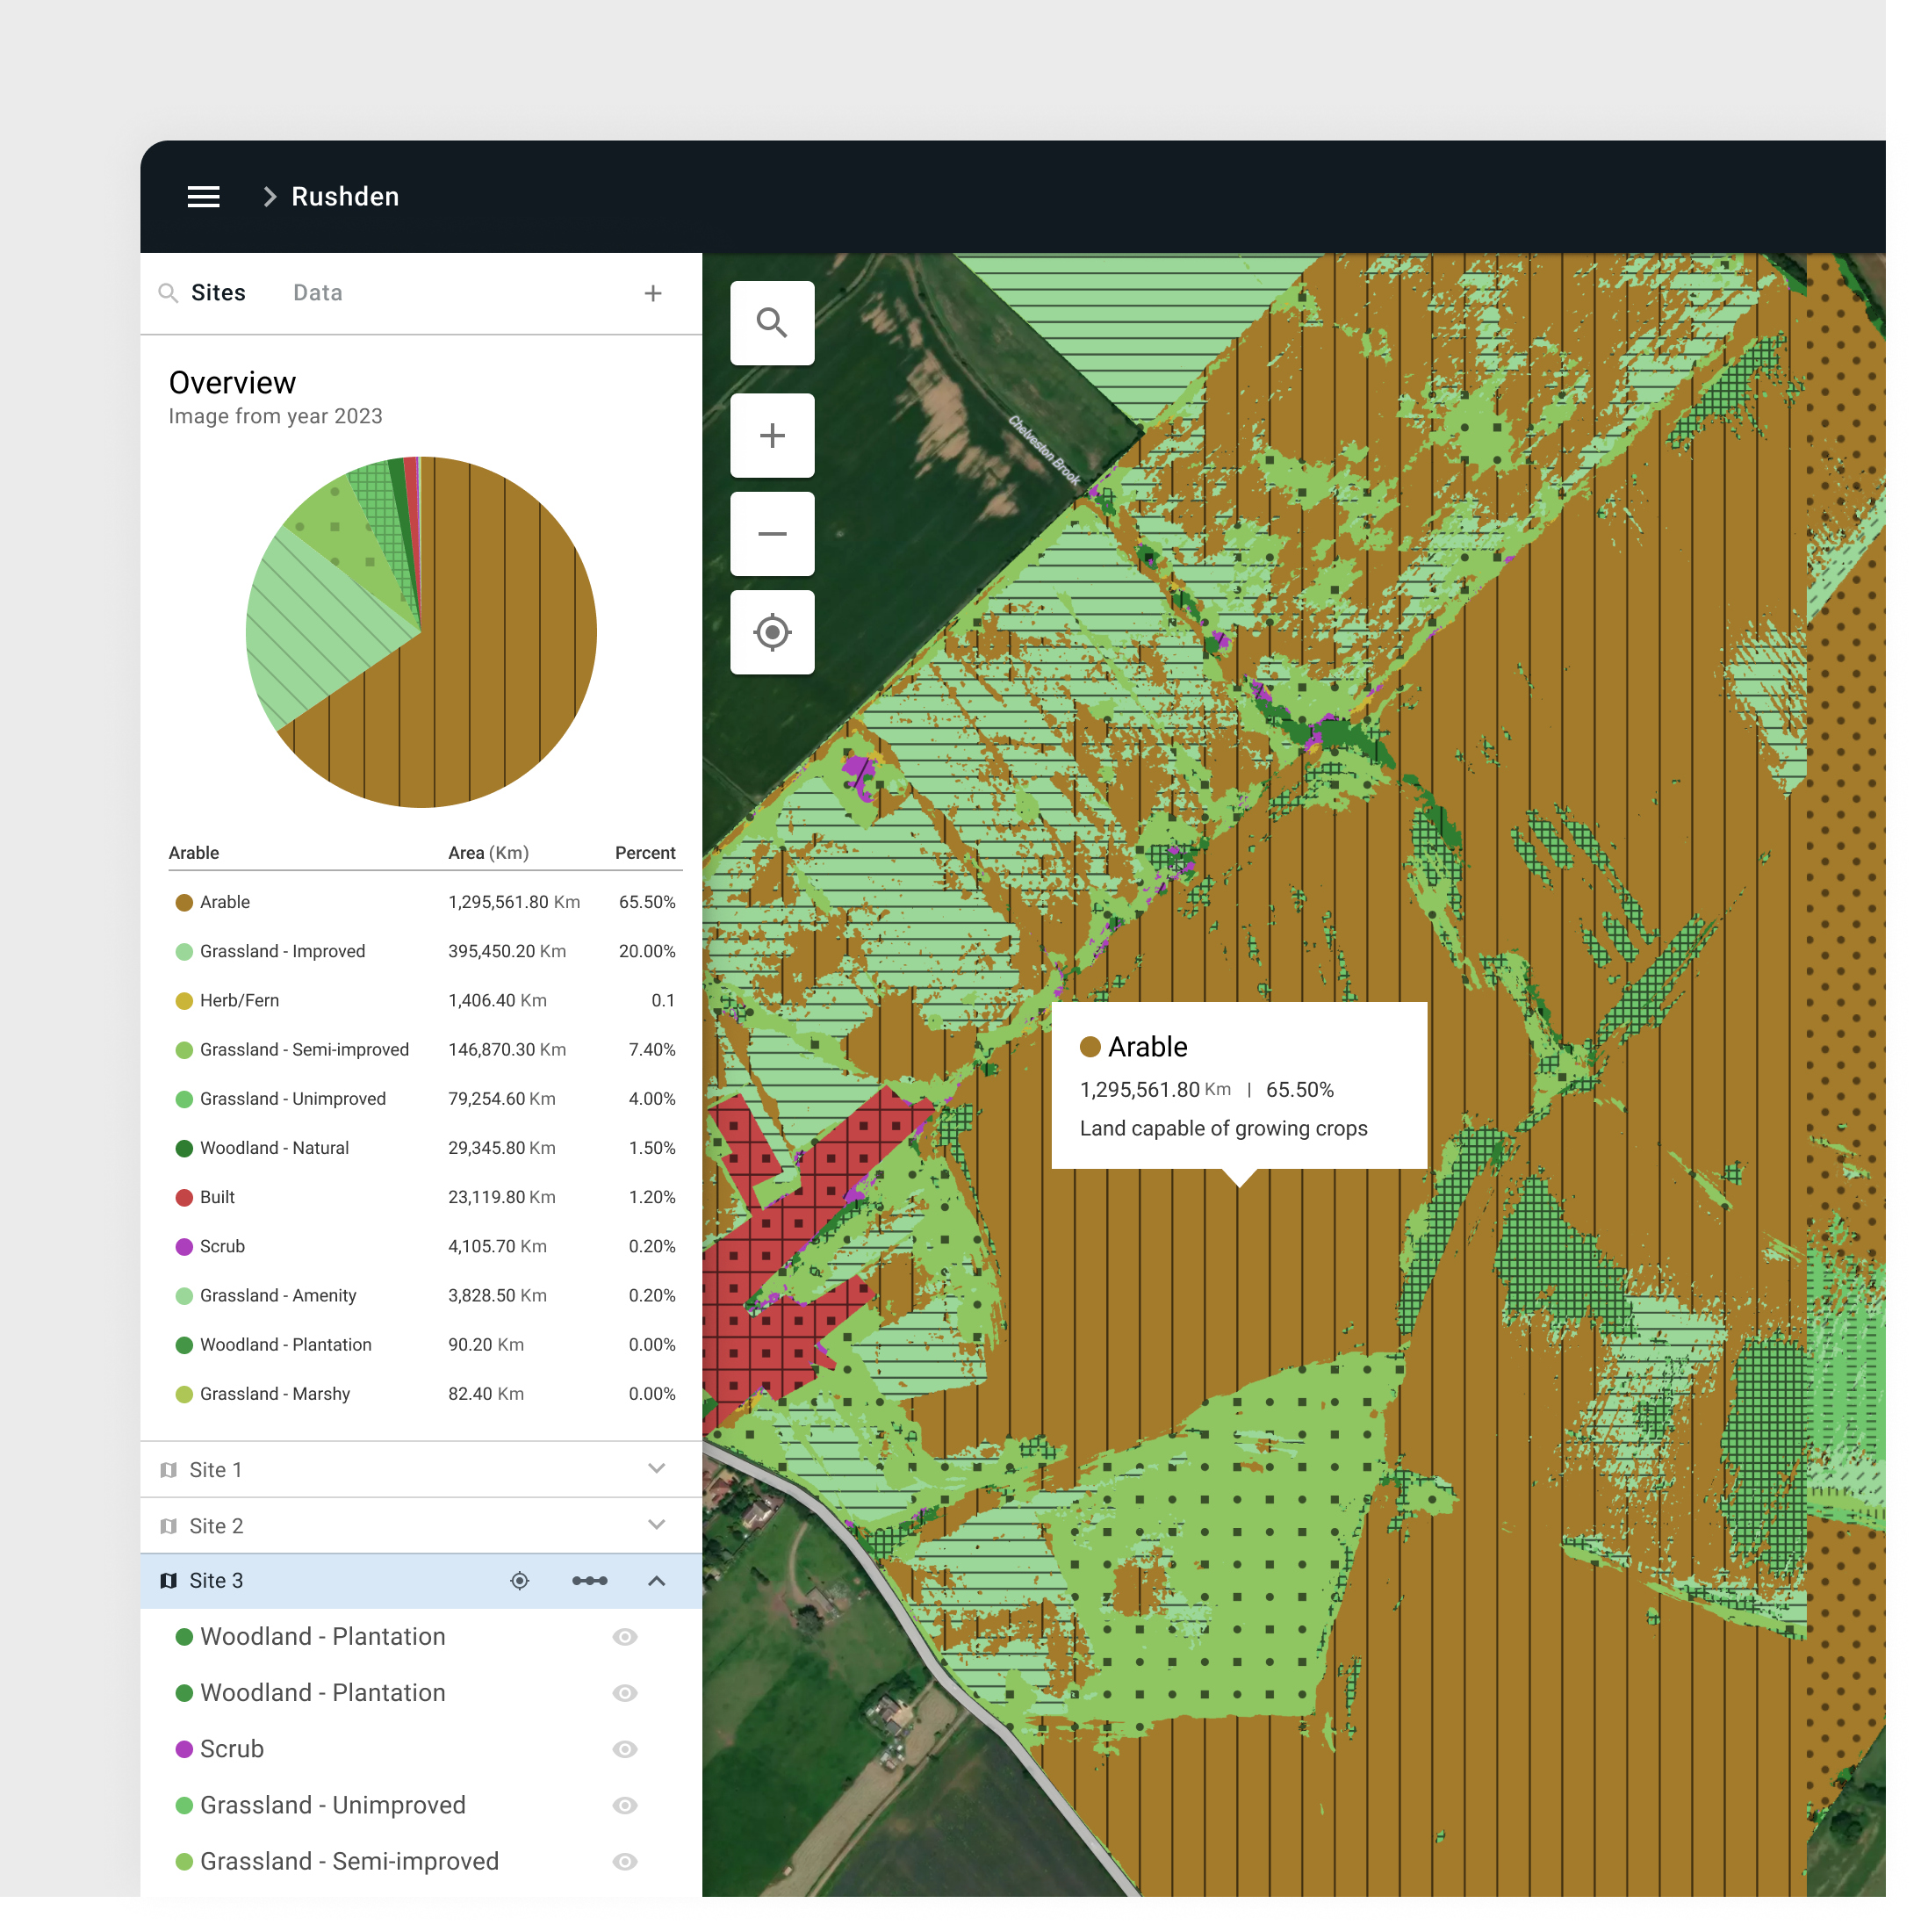 Rushden
Sites Data
Overview
Image from year 2023
Arable Area (Km) Percent
Arable 1,295,561.80 Km 65.50%
Grassland - Improved 395,450.20 Km 20.00%
Herb/Fern 1,406.40 Km 0.1
Grassland - Semi-improved 146,870.30 Km 7.40%
Grassland - Unimproved 79,254.60 Km 4.00%
Woodland - Natural 29,345.80 Km 1.50%
Built 23,119.80 Km 1.20%
Scrub 4,105.70 Km 0.20%
Grassland - Amenity 3,828.50 Km 0.20%
Woodland - Plantation 90.20 Km 0.00%
Grassland - Marshy 82.40 Km 0.00%
Site 1
Site 2
Site 3
Woodland - Plantation
Woodland - Plantation
Scrub
Grassland - Unimproved
Grassland - Semi-improved
Chelveston Brook
Arable
1,295,561.80 Km | 65.50%
Land capable of growing crops